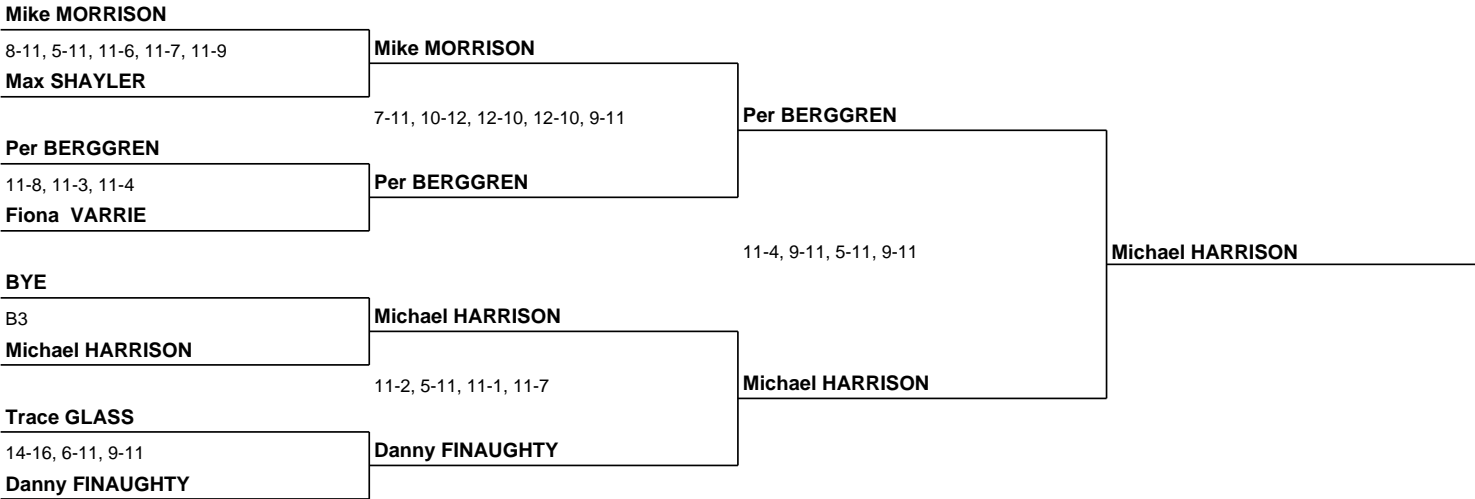 Mike MORRISON
8-11, 5-11, 11-6, 11-7, 11-9
Max SHAYLER
Per BERGGREN
11-8, 11-3, 11-4
Fiona  VARRIE
BYE
B3
Michael HARRISON
Trace GLASS
14-16, 6-11, 9-11
Danny FINAUGHTY
Mike MORRISON
7-11, 10-12, 12-10, 12-10, 9-11
Per BERGGREN
Michael HARRISON
11-2, 5-11, 11-1, 11-7
Danny FINAUGHTY
Per BERGGREN
11-4, 9-11, 5-11, 9-11
Michael HARRISON
Michael HARRISON